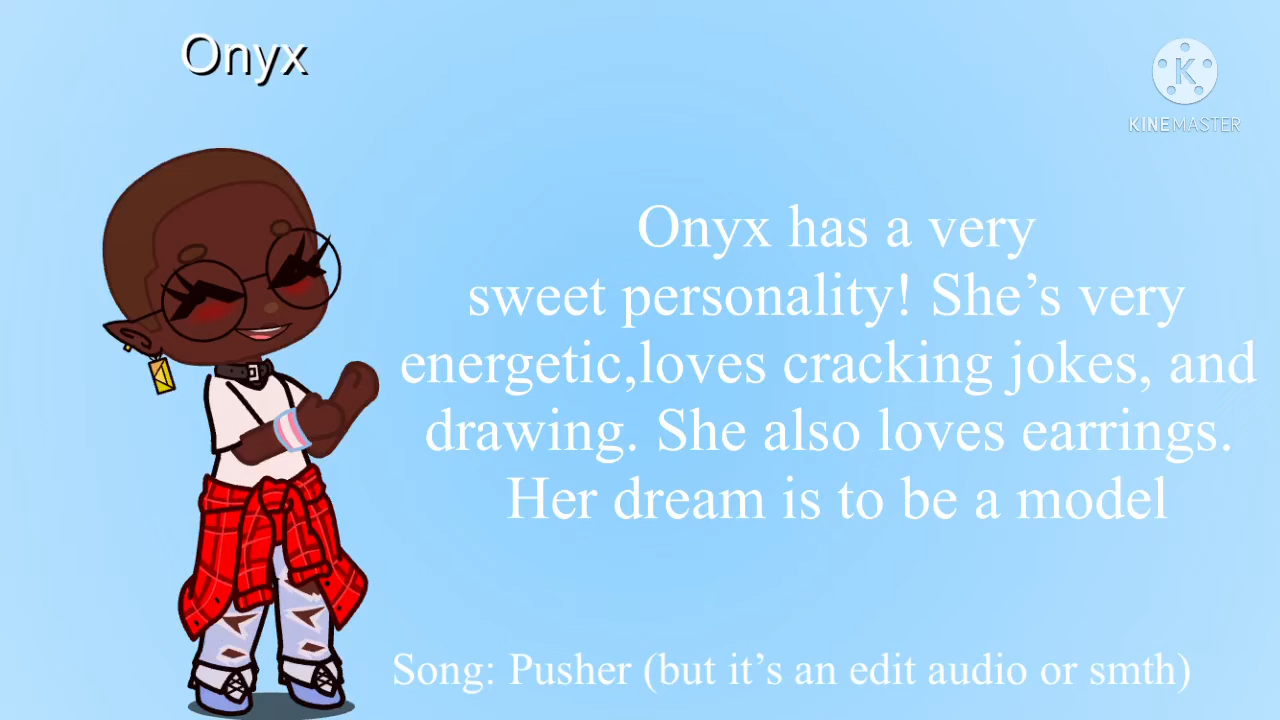 Onyx
K
KINEMASTER
Onyx has a very
sweet personality! She’s very
energetic,loves cracking jokes, and
drawing. She also loves earrings.
Her dream is to be a model
Song: Pusher (but it’s an edit audio or smth)